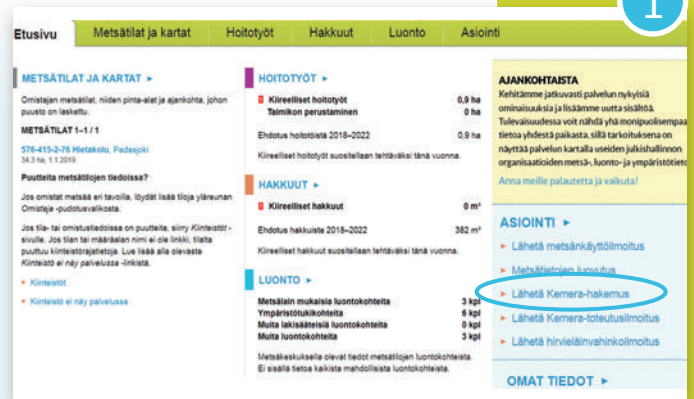 1
Etusivu
Metsätilat ja kartat
Hoitotyöt
Hakkuut
Luonto
Asiointi
METSÄTILAT JA KARTAT ►
Omistajan metsätilat, niiden pinta-alat ja ajankohta, johon
puusto on laskettu.
METSÄTILAT 1–1 / 1
576-415-2-76 Hietakolu, Padasjoki
34,3 ha, 1.1.2019
Puutteita metsätilojen tiedoissa?
Jos omistat metsää eri tavoilla, löydät lisää tiloja yläreunan
Omistaja -pudotusvalikosta.
Jos tila- tai omistustiedoissa on puutteita, siirry Kiinteistöt -
sivulle. Jos tilan tai määräalan nimi ei ole linkki, tilalta
puuttuu kiinteistörajatietoja. Lue lisää alla olevasta
Kiinteistö ei näy palvelussa -linkistä.
► Kiinteistöt
► Kiinteistö ei näy palvelussa
HOITOTYÖT ►
Kiireelliset hoitotyöt 0,9 ha
Taimikon perustaminen 0 ha
Ehdotus hoitotöistä 2018–2022 0,9 ha
Kiireelliset hoitotyöt suositellaan tehtäväksi tänä vuonna.
HAKKUUT ►
Kiireelliset hakkuut 0 m³
Ehdotus hakkuista 2018–2022 382 m³
Kiireelliset hakkuut suositellaan tehtäväksi tänä vuonna.
LUONTO ►
Metsälain mukaisia luontokohteita 3 kpl
Ympäristötukikohteita 6 kpl
Muita lakisääteisiä luontokohteita 0 kpl
Muita luontokohteita 3 kpl
Metsäkeskuksella olevat tiedot metsätilojen luontokohteista.
Ei sisällä tietoa kaikista mahdollisista luontokohteista.
AJANKOHTAISTA
Kehitämme jatkuvasti palvelun nykyisiä
ominaisuuksia ja lisäämme uutta sisältöä.
Tulevaisuudessa voit nähdä yhä monipuolisempaa
tietoa yhdestä paikasta, sillä tarkoituksena on
näyttää palvelun kartalla useiden julkishallinnon
organisaatioiden metsä-, luonto- ja ympäristötieto
Anna meille palautetta ja vaikuta!
ASIOINTI ►
► Lähetä metsänkäyttöilmoitus
► Metsätietojen luovutus
► Lähetä Kemera-hakemus
► Lähetä Kemera-toteutusilmoitus
► Lähetä hirvieläinvahinkoilmoitus
OMAT TIEDOT ►